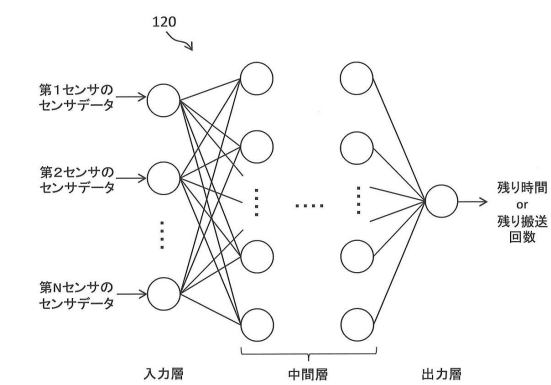 120
第1センサの
センサデータ
第2センサの
センサデータ
第Nセンサの
センサデータ
残り時間
or
残り搬送
回数
入力層
中間層
出力層